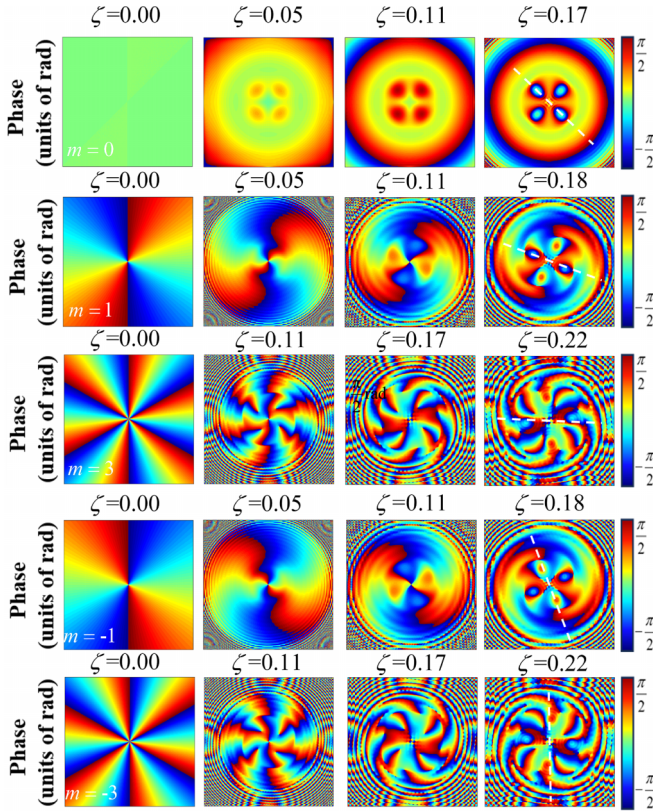 ζ=0.00 ζ=0.05 ζ=0.11 ζ=0.17
Phase
(units of rad)
m = 0
π/2
-π/2
ζ=0.00 ζ=0.05 ζ=0.11 ζ=0.18
Phase
(units of rad)
m = 1
π/2
-π/2
ζ=0.00 ζ=0.11 ζ=0.17 ζ=0.22
Phase
(units of rad)
m = 3
π/2 rad
π/2
-π/2
ζ=0.00 ζ=0.05 ζ=0.11 ζ=0.18
Phase
(units of rad)
m = -1
π/2
-π/2
ζ=0.00 ζ=0.11 ζ=0.17 ζ=0.22
Phase
(units of rad)
m = -3
π/2
-π/2